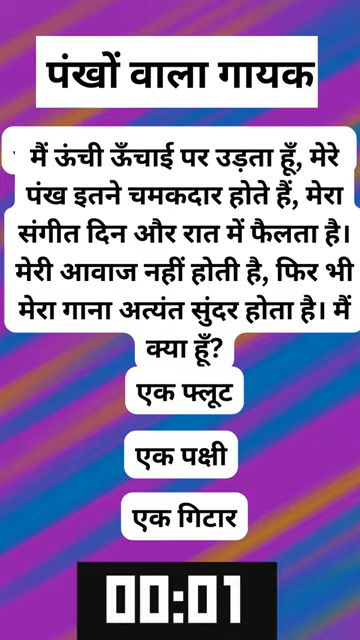 पंखों वाला गायक
मैं ऊंची ऊँचाई पर उड़ता हूँ, मेरे
पंख इतने चमकदार होते हैं, मेरा
संगीत दिन और रात में फैलता है।
मेरी आवाज नहीं होती है, फिर भी
मेरा गाना अत्यंत सुंदर होता है। मैं
क्या हूँ?
एक फ्लूट
एक पक्षी
एक गिटार
00:01